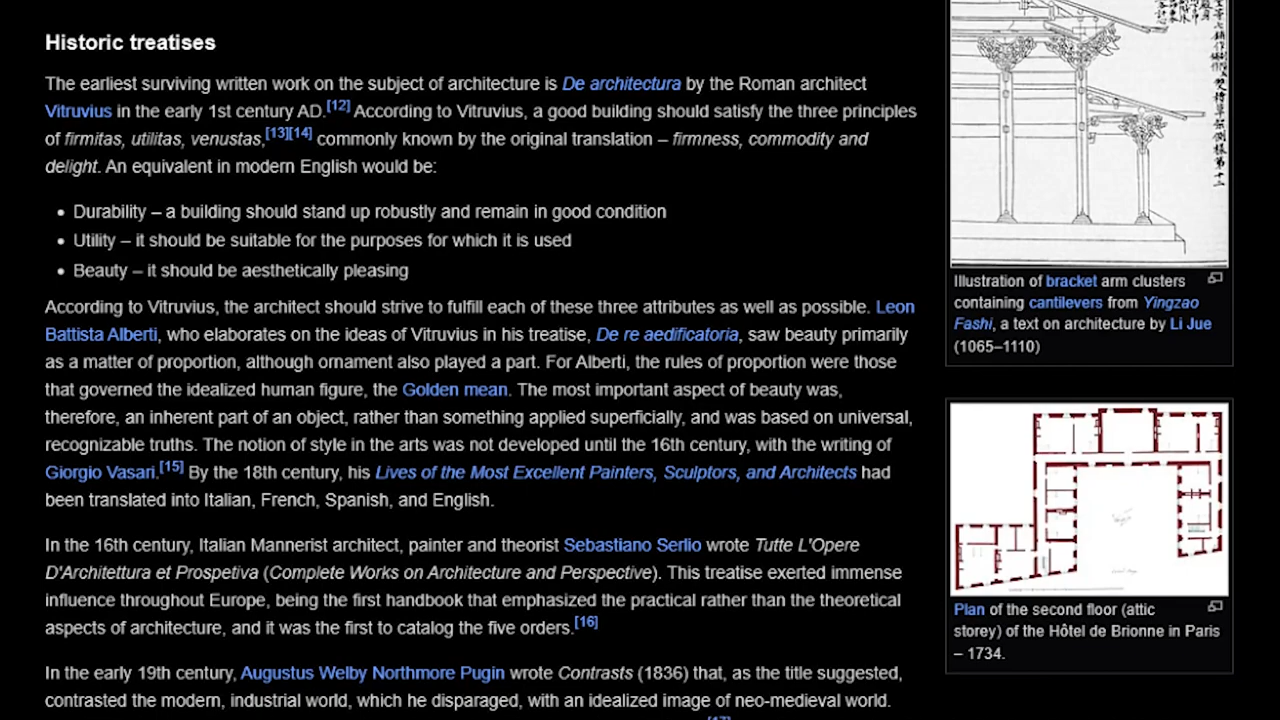 Historic treatises
The earliest surviving written work on the subject of architecture is De architectura by the Roman architect
Vitruvius in the early 1st century AD.[12] According to Vitruvius, a good building should satisfy the three principles
of firmitas, utilitas, venustas,[13][14] commonly known by the original translation – firmness, commodity and
delight. An equivalent in modern English would be:
• Durability – a building should stand up robustly and remain in good condition
• Utility – it should be suitable for the purposes for which it is used
• Beauty – it should be aesthetically pleasing
According to Vitruvius, the architect should strive to fulfill each of these three attributes as well as possible. Leon
Battista Alberti, who elaborates on the ideas of Vitruvius in his treatise, De re aedificatoria, saw beauty primarily
as a matter of proportion, although ornament also played a part. For Alberti, the rules of proportion were those
that governed the idealized human figure, the Golden mean. The most important aspect of beauty was,
therefore, an inherent part of an object, rather than something applied superficially, and was based on universal,
recognizable truths. The notion of style in the arts was not developed until the 16th century, with the writing of
Giorgio Vasari.[15] By the 18th century, his Lives of the Most Excellent Painters, Sculptors, and Architects had
been translated into Italian, French, Spanish, and English.
In the 16th century, Italian Mannerist architect, painter and theorist Sebastiano Serlio wrote Tutte L'Opere
D'Architettura et Prospetiva (Complete Works on Architecture and Perspective). This treatise exerted immense
influence throughout Europe, being the first handbook that emphasized the practical rather than the theoretical
aspects of architecture, and it was the first to catalog the five orders.[16]
In the early 19th century, Augustus Welby Northmore Pugin wrote Contrasts (1836) that, as the title suggested,
contrasted the modern, industrial world, which he disparaged, with an idealized image of neo-medieval world.
[17]
Illustration of bracket arm clusters
containing cantilevers from Yingzao
Fashi, a text on architecture by Li Jue
(1065–1110)
Plan of the second floor (attic
storey) of the Hôtel de Brionne in Paris
– 1734.